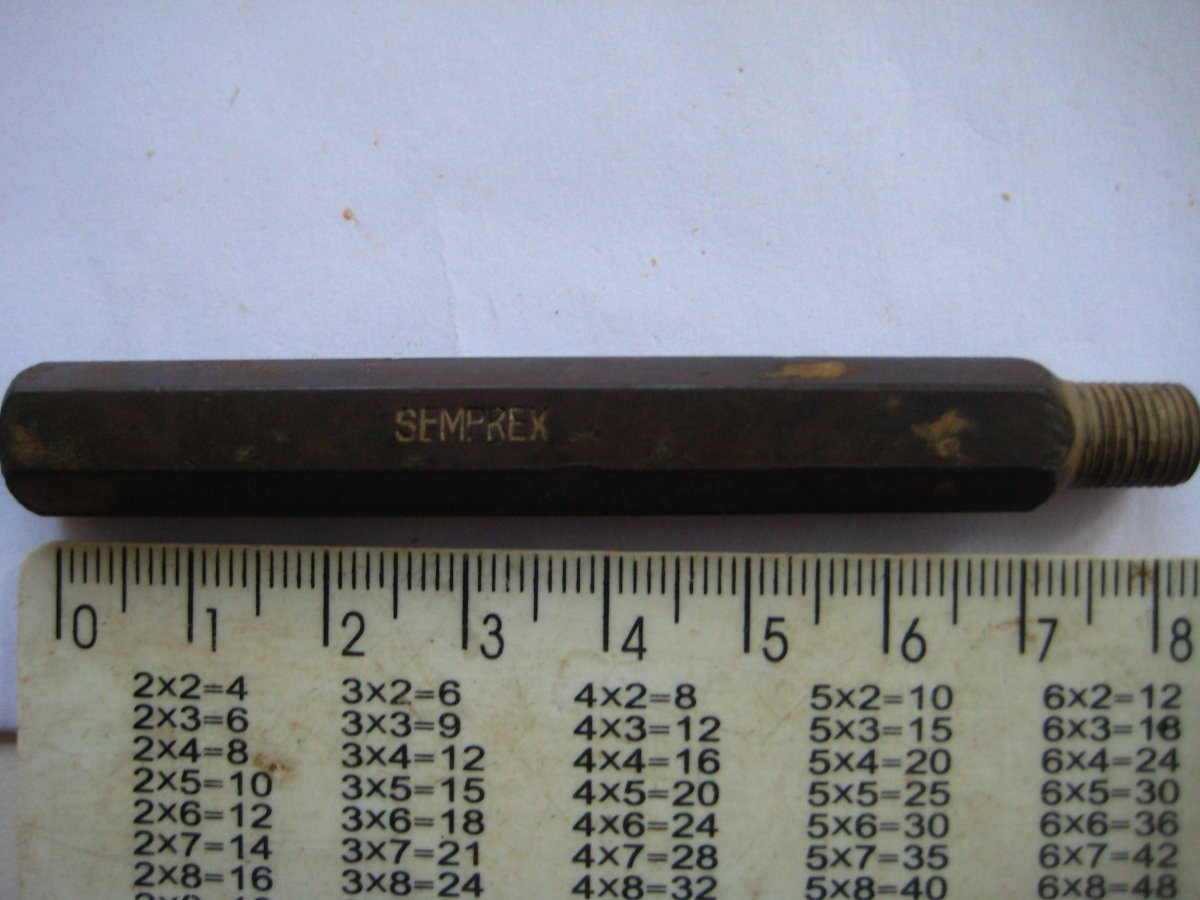 SEMPREX
0 1 2 3 4 5 6 7 8
2×2=4 3×2=6 4×2=8 5×2=10 6×2=12
2×3=6 3×3=9 4×3=12 5×3=15 6×3=18
2×4=8 3×4=12 4×4=16 5×4=20 6×4=24
2×5=10 3×5=15 4×5=20 5×5=25 6×5=30
2×6=12 3×6=18 4×6=24 5×6=30 6×6=36
2×7=14 3×7=21 4×7=28 5×7=35 6×7=42
2×8=16 3×8=24 4×8=32 5×8=40 6×8=48